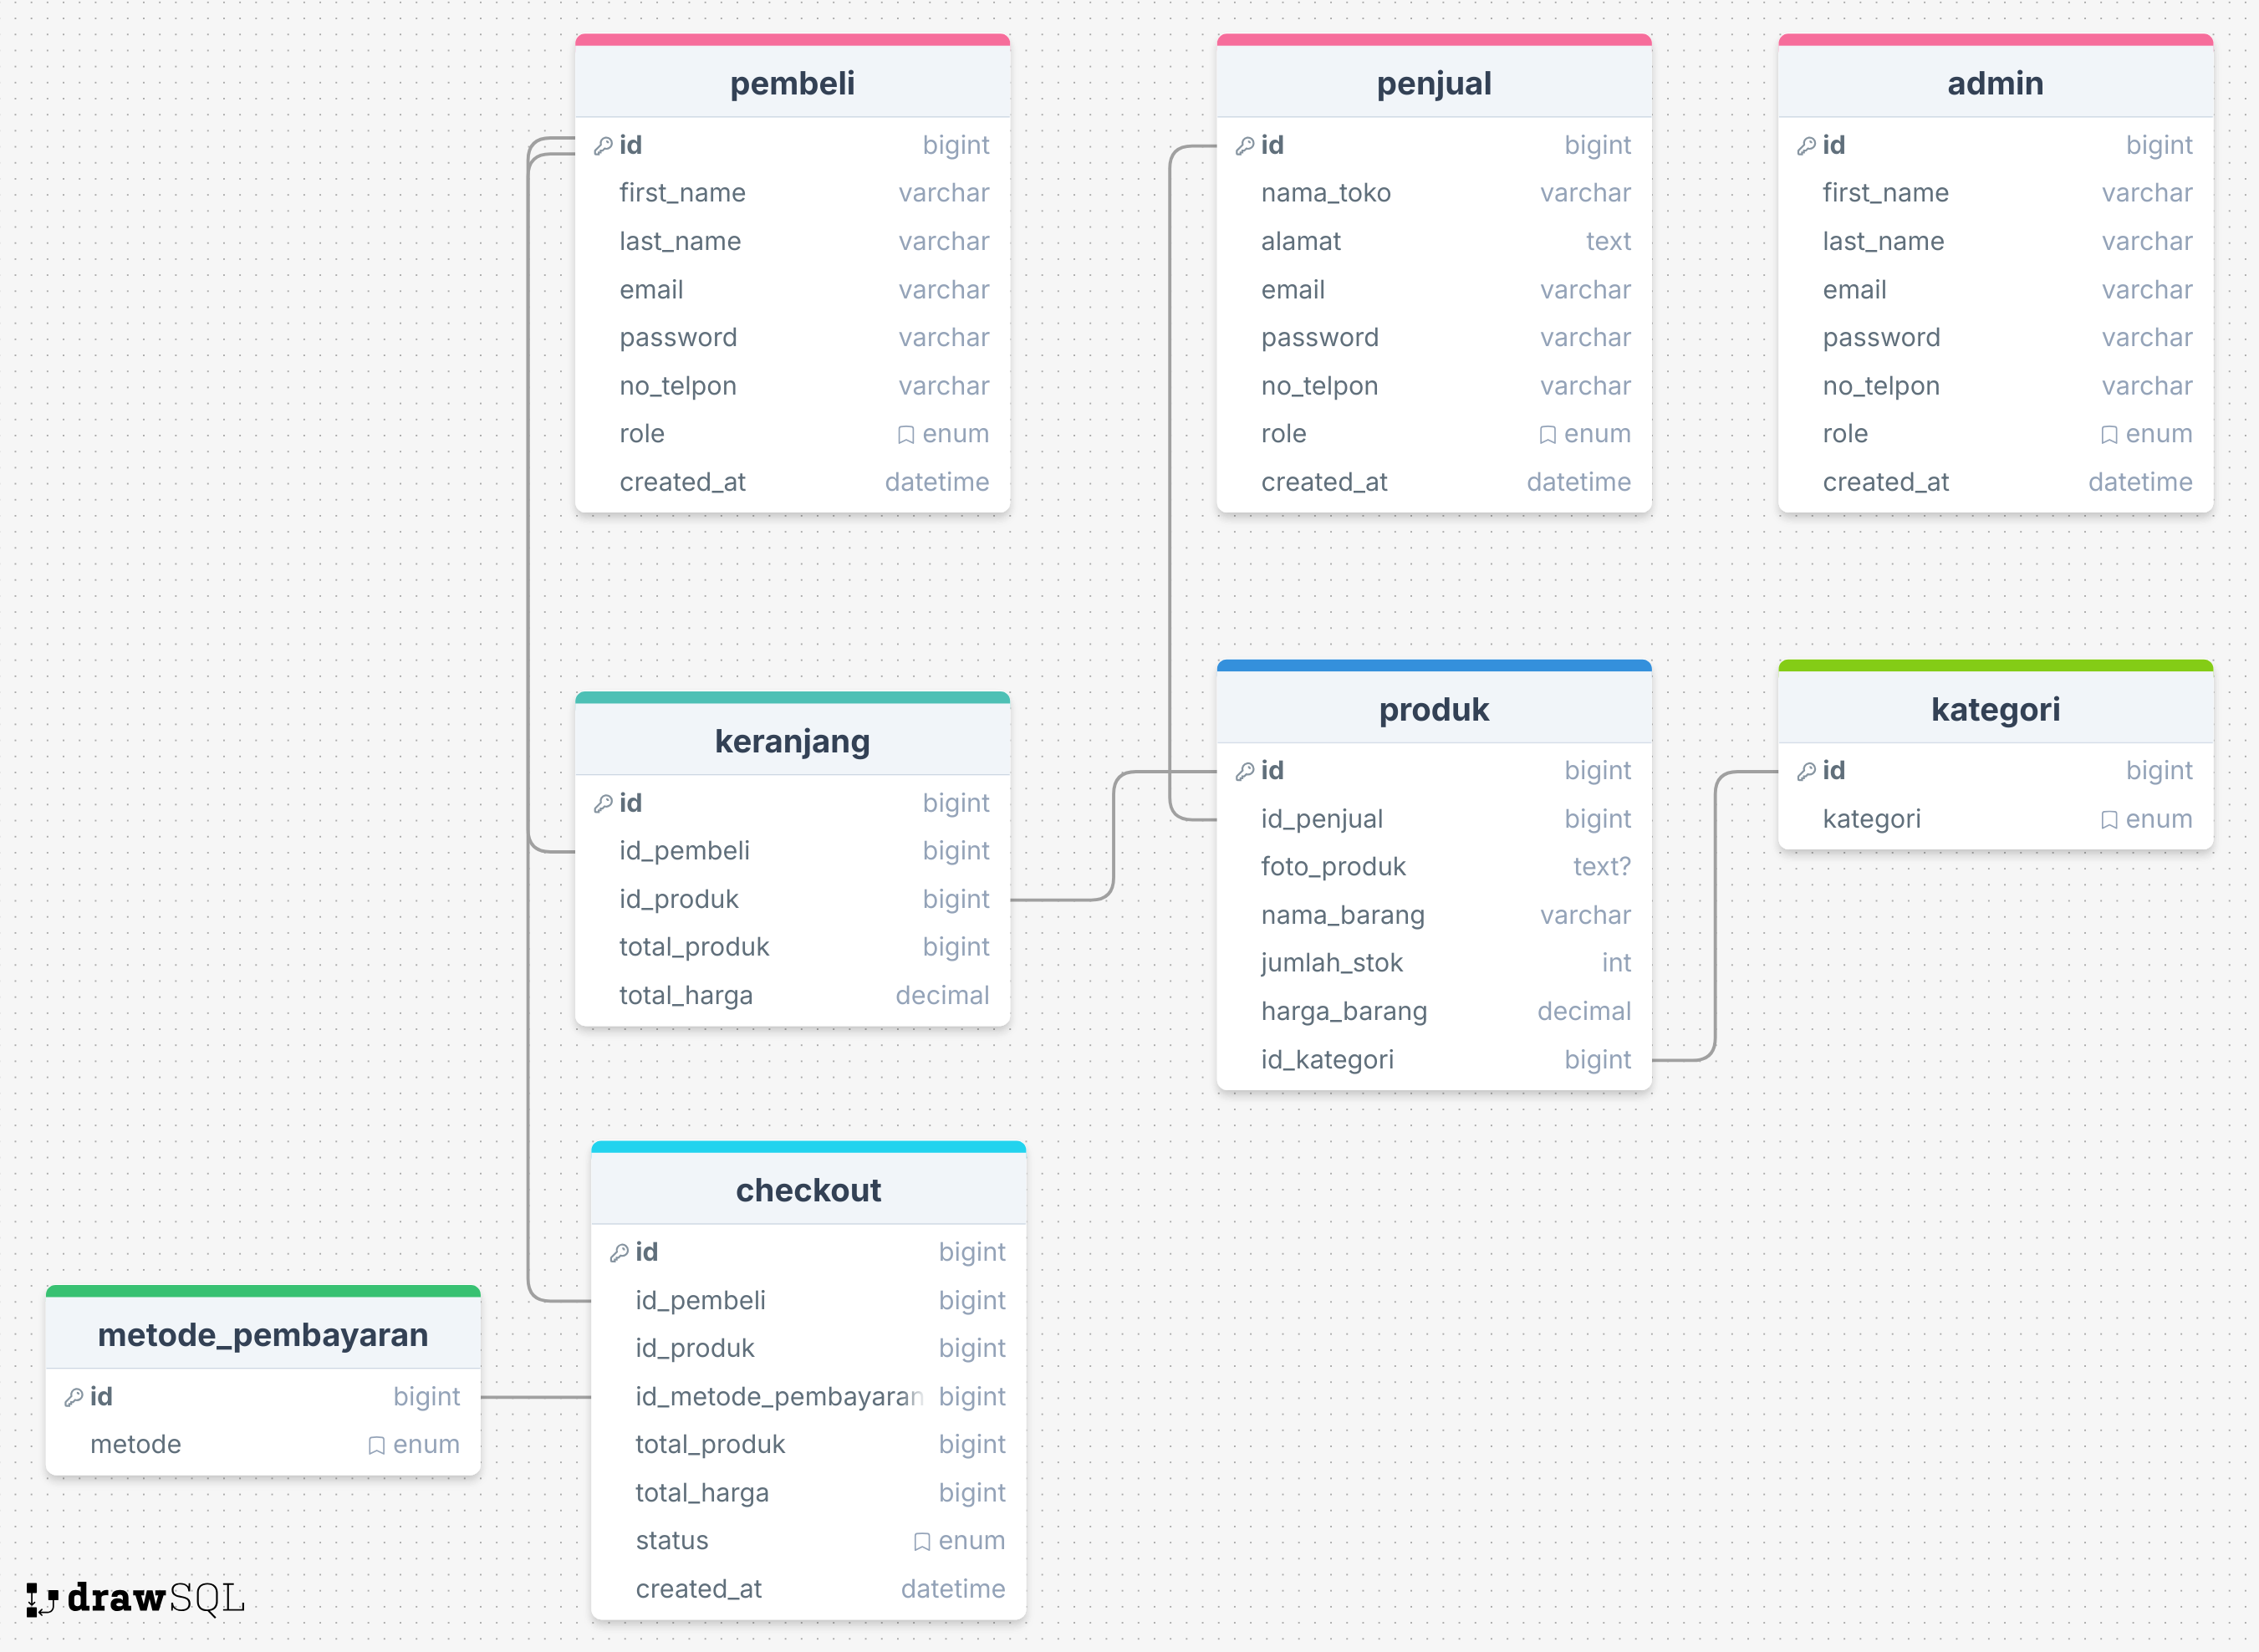 pembeli
id bigint
first_name varchar
last_name varchar
email varchar
password varchar
no_telpon varchar
role enum
created_at datetime
penjual
id bigint
nama_toko varchar
alamat text
email varchar
password varchar
no_telpon varchar
role enum
created_at datetime
admin
id bigint
first_name varchar
last_name varchar
email varchar
password varchar
no_telpon varchar
role enum
created_at datetime
keranjang
id bigint
id_pembeli bigint
id_produk bigint
total_produk bigint
total_harga decimal
produk
id bigint
id_penjual bigint
foto_produk text?
nama_barang varchar
jumlah_stok int
harga_barang decimal
id_kategori bigint
kategori
id bigint
kategori enum
checkout
id bigint
id_pembeli bigint
id_produk bigint
id_metode_pembayaran bigint
total_produk bigint
total_harga bigint
status enum
created_at datetime
metode_pembayaran
id bigint
metode enum
drawSQL